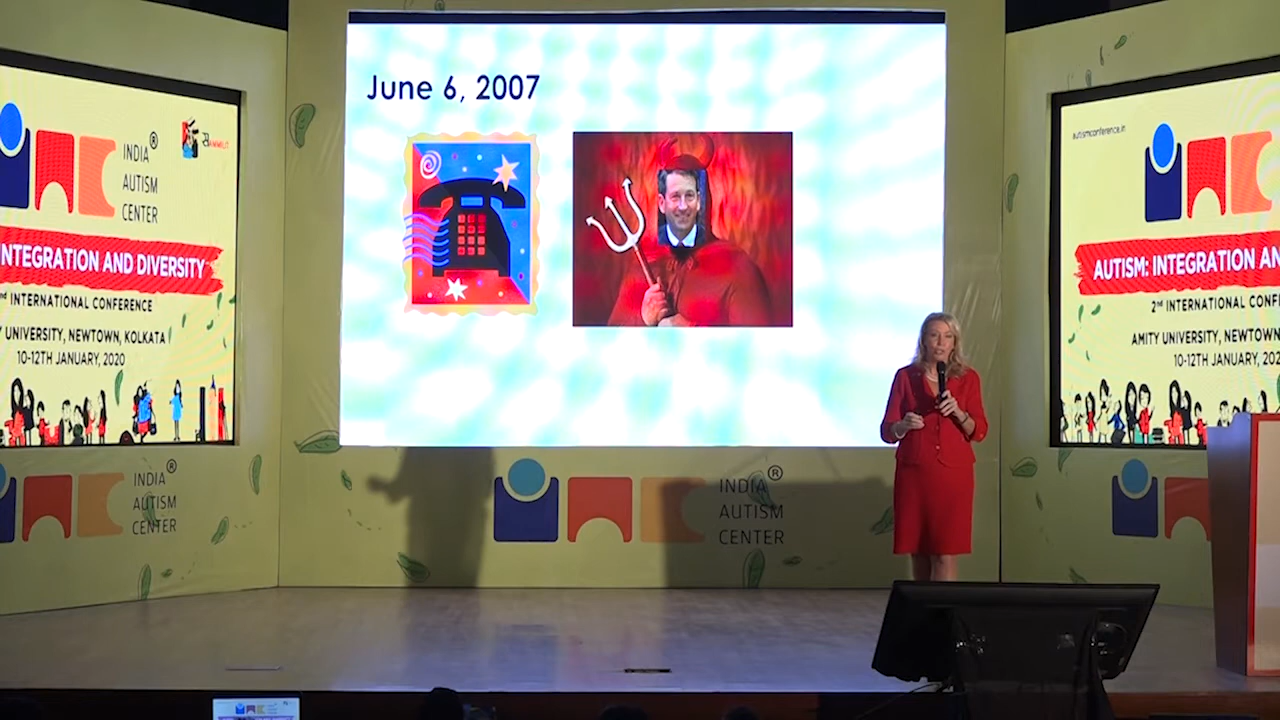 June 6, 2007
INDIA
AUTISM
CENTER
®
INTEGRATION AND DIVERSITY
nd INTERNATIONAL CONFERENCE
UNIVERSITY, NEWTOWN, KOLKATA
10-12TH JANUARY, 2020
autismconference.in
AUTISM: INTEGRATION AN
2nd INTERNATIONAL CONF
AMITY UNIVERSITY, NEWTOWN
10-12TH JANUARY, 202
INDIA
AUTISM
CENTER
®
INDIA
AUTISM
CENTER
®